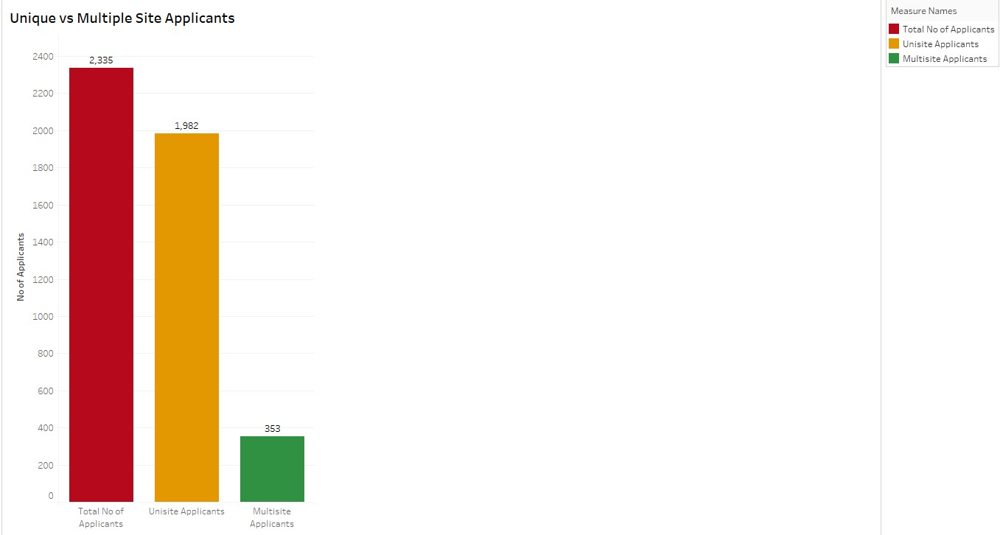 Unique vs Multiple Site Applicants
Measure Names
Total No of Applicants
Unisite Applicants
Multisite Applicants
No of Applicants
2400
2200
2000
1800
1600
1400
1200
1000
800
600
400
200
0
2,335
1,982
353
Total No of
Applicants
Unisite Applicants
Multisite
Applicants